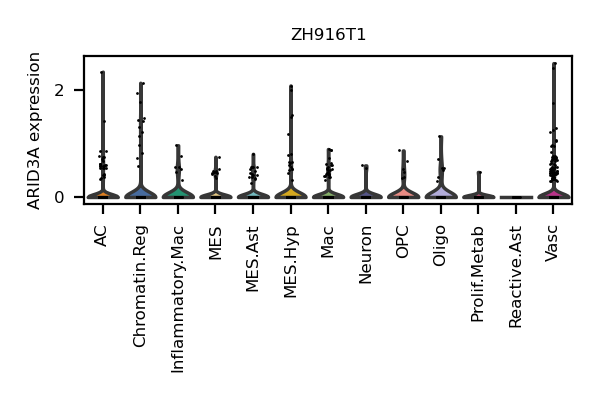 ZH916T1
ARID3A expression
2
0
AC
Chromatin.Reg
Inflammatory.Mac
MES
MES.Ast
MES.Hyp
Mac
Neuron
OPC
Oligo
Prolif.Metab
Reactive.Ast
Vasc